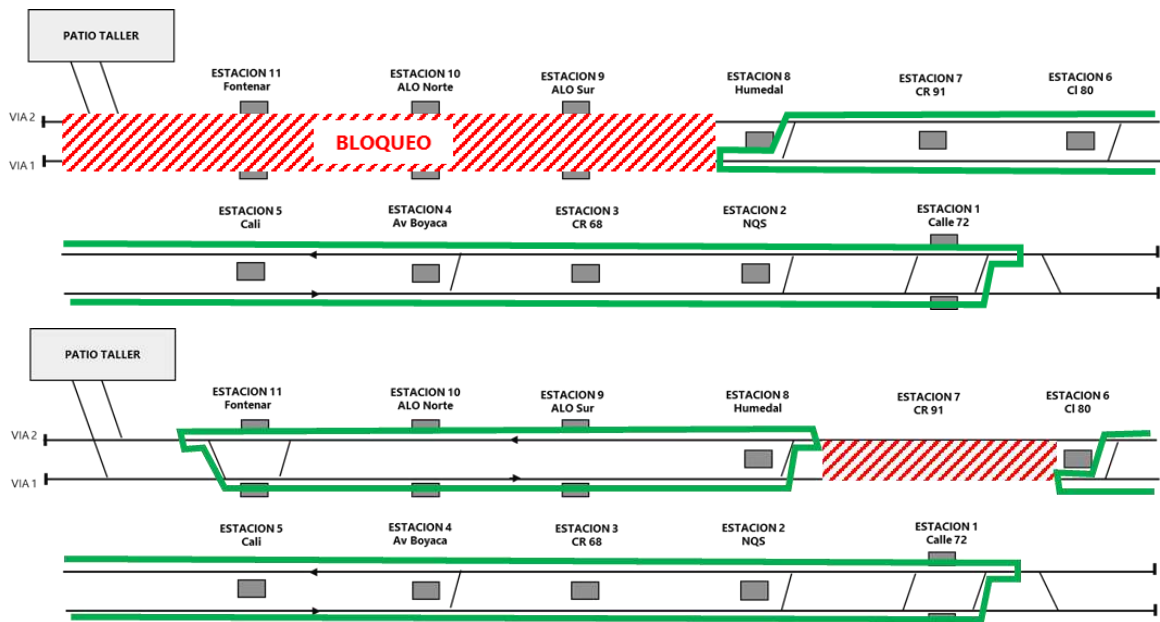 PATIO TALLER
ESTACION 11
Fontenar
ESTACION 10
ALO Norte
ESTACION 9
ALO Sur
ESTACION 8
Humedal
ESTACION 7
CR 91
ESTACION 6
Cl 80
VIA 2
BLOQUEO
VIA 1
ESTACION 5
Cali
ESTACION 4
Av Boyaca
ESTACION 3
CR 68
ESTACION 2
NQS
ESTACION 1
Calle 72
PATIO TALLER
ESTACION 11
Fontenar
ESTACION 10
ALO Norte
ESTACION 9
ALO Sur
ESTACION 8
Humedal
ESTACION 7
CR 91
ESTACION 6
Cl 80
VIA 2
VIA 1
ESTACION 5
Cali
ESTACION 4
Av Boyaca
ESTACION 3
CR 68
ESTACION 2
NQS
ESTACION 1
Calle 72